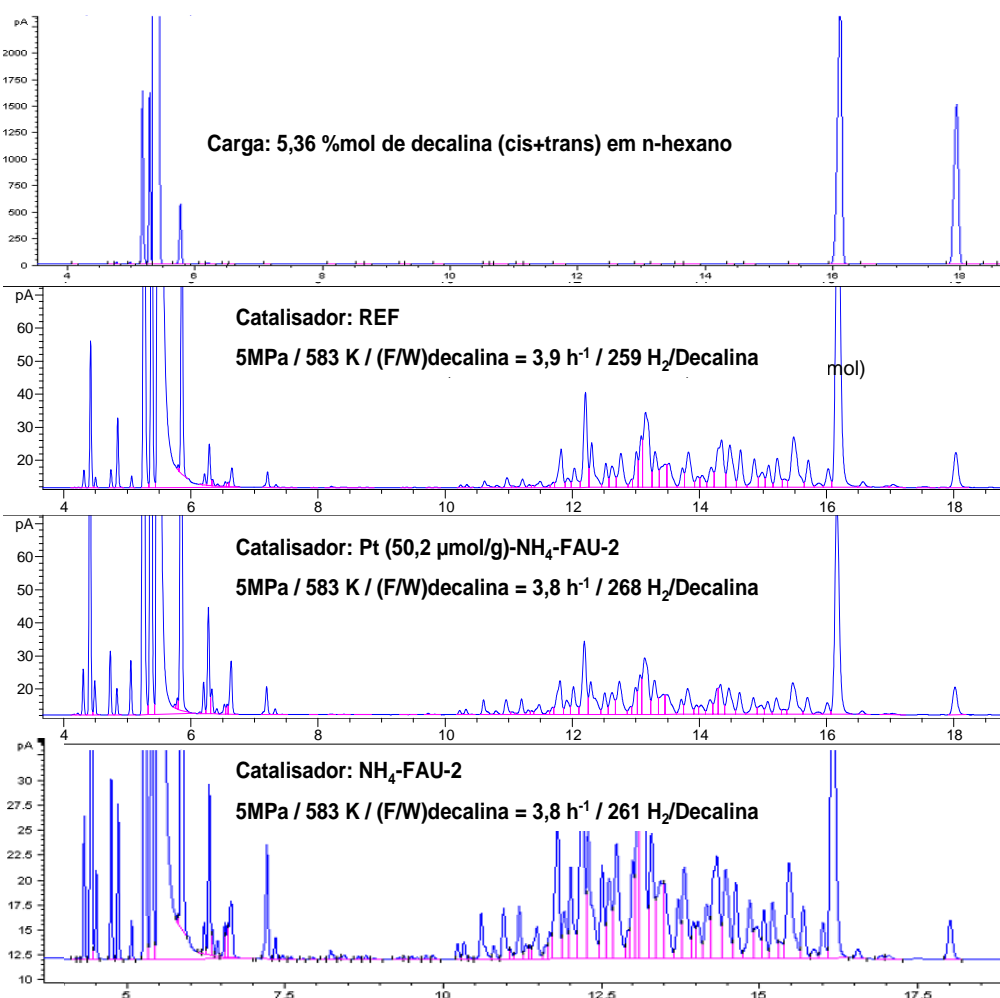 pA
2000
1750
1500
1250
1000
750
500
250
0
Carga: 5,36 %mol de decalina (cis+trans) em n-hexano
4 6 8 10 12 14 16 18
pA
60
40
20
Catalisador: REF
5MPa / 583 K / (F/W)decalina = 3,9 h⁻¹ / 259 H₂/Decalina
mol)
4 6 8 10 12 14 16 18
pA
60
40
20
Catalisador: Pt (50,2 µmol/g)-NH₄-FAU-2
5MPa / 583 K / (F/W)decalina = 3,8 h⁻¹ / 268 H₂/Decalina
4 6 8 10 12 14 16 18
pA
30
27.5
25
22.5
20
17.5
15
12.5
10
Catalisador: NH₄-FAU-2
5MPa / 583 K / (F/W)decalina = 3,8 h⁻¹ / 261 H₂/Decalina
5 7.5 10 12.5 15 17.5